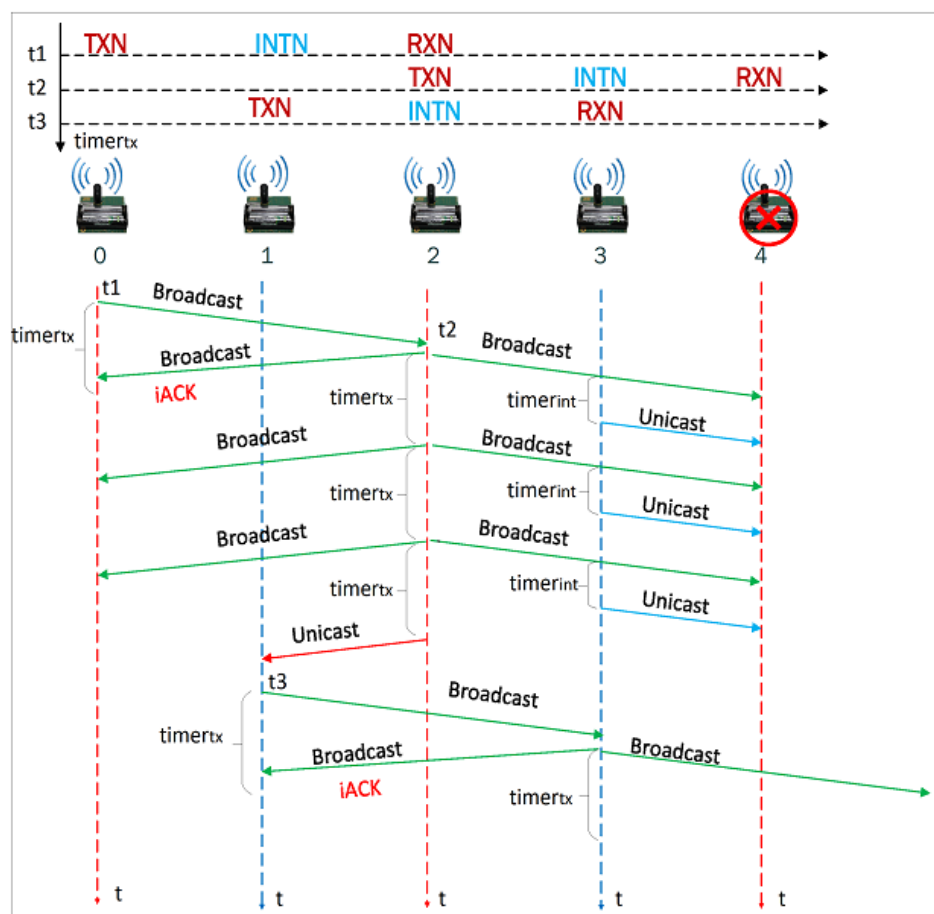 TXN INTN RXN
t1
TXN INTN RXN
t2
TXN INTN RXN
t3
timertx
0 1 2 3 4
t1
Broadcast
timertx
t2
Broadcast
Broadcast
iACK
timertx
timerint
Unicast
Broadcast
Broadcast
timertx
timerint
Unicast
Broadcast
Broadcast
timertx
timerint
Unicast
Unicast
t3
Broadcast
timertx
Broadcast
Broadcast
iACK
timertx
t t t t